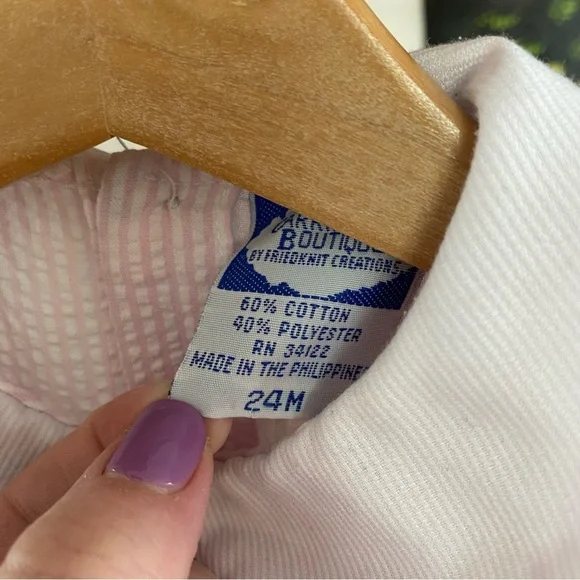 BOUTIQUE
BY FRIEDKNIT CREATIONS
60% COTTON
40% POLYESTER
RN 34122
MADE IN THE PHILIPPINES
24M